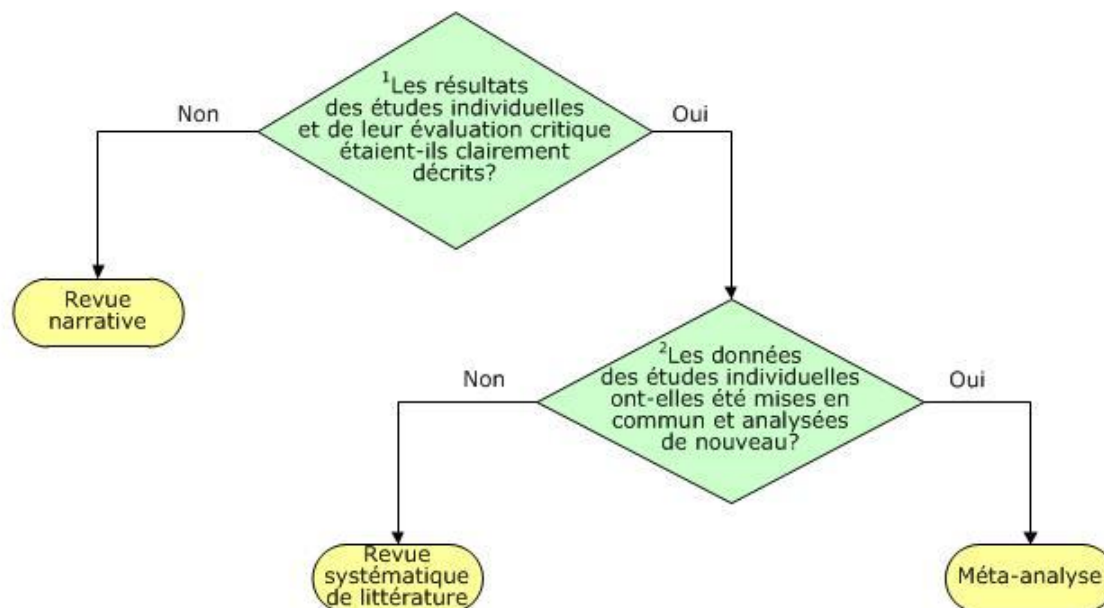 ¹Les résultats
des études individuelles
et de leur évaluation critique
étaient-ils clairement
décrits?
Non
Oui
Revue
narrative
²Les données
des études individuelles
ont-elles été mises en
commun et analysées
de nouveau?
Non
Oui
Revue
systématique
de littérature
Méta-analyse